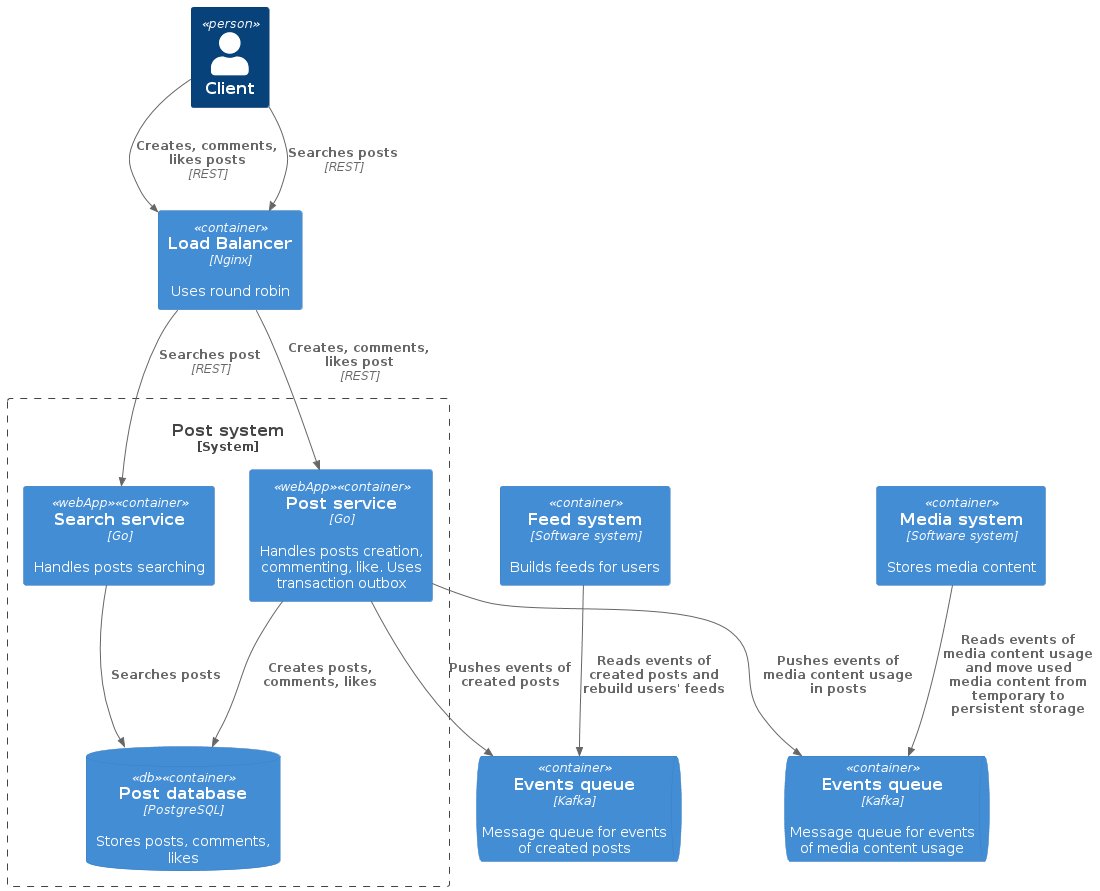 «person»
Client
Creates, comments,
likes posts
[REST]
Searches posts
[REST]
«container»
Load Balancer
[Nginx]
Uses round robin
Searches post
[REST]
Creates, comments,
likes post
[REST]
Post system
[System]
«webApp»«container»
Search service
[Go]
Handles posts searching
«webApp»«container»
Post service
[Go]
Handles posts creation,
commenting, like. Uses
transaction outbox
«container»
Feed system
[Software system]
Builds feeds for users
«container»
Media system
[Software system]
Stores media content
Searches posts
Creates posts,
comments, likes
Pushes events of
created posts
Reads events of
created posts and
rebuild users' feeds
Pushes events of
media content usage
in posts
Reads events of
media content usage
and move used
media content from
temporary to
persistent storage
«db»«container»
Post database
[PostgreSQL]
Stores posts, comments,
likes
«container»
Events queue
[Kafka]
Message queue for events
of created posts
«container»
Events queue
[Kafka]
Message queue for events
of media content usage